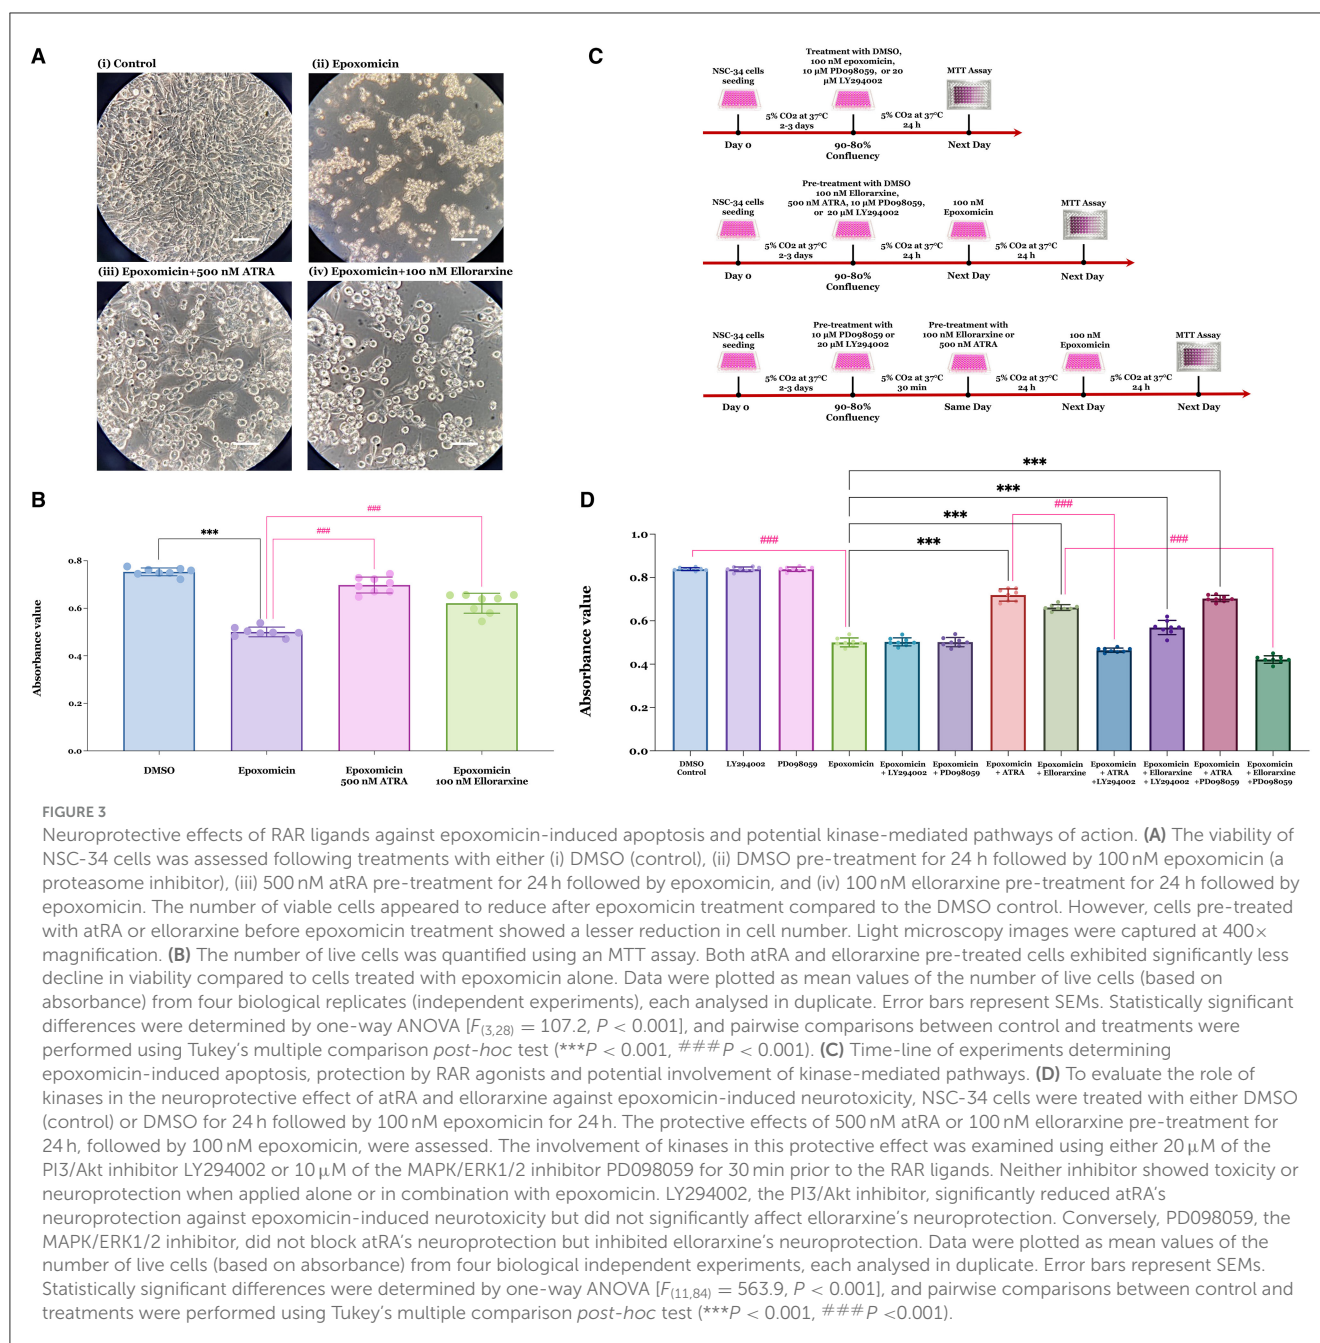 A
(i) Control
(ii) Epoxomicin
(iii) Epoxomicin+500 nM ATRA
(iv) Epoxomicin+100 nM Ellorarxine
B
***
###
###
Absorbance value
0.8
0.6
0.4
0.2
0.0
DMSO
Epoxomicin
Epoxomicin
500 nM ATRA
Epoxomicin
100 nM Ellorarxine
C
NSC-34 cells
seeding
Treatment with DMSO,
100 nM epoxomicin,
10 µM PD098059, or 20
µM LY294002
MTT Assay
5% CO2 at 37°C
2-3 days
5% CO2 at 37°C
24 h
Day 0
90-80%
Confluency
Next Day
NSC-34 cells
seeding
Pre-treatment with DMSO
100 nM Ellorarxine,
500 nM ATRA, 10 µM PD098059,
or 20 µM LY294002
100 nM
Epoxomicin
MTT Assay
5% CO2 at 37°C
2-3 days
5% CO2 at 37°C
24 h
5% CO2 at 37°C
24 h
Day 0
90-80%
Confluency
Next Day
Next Day
NSC-34 cells
seeding
Pre-treatment with
10 µM PD098059 or
20 µM LY294002
Pre-treatment with
100 nM Ellorarxine or
500 nM ATRA
100 nM
Epoxomicin
MTT Assay
5% CO2 at 37°C
2-3 days
5% CO2 at 37°C
30 min
5% CO2 at 37°C
24 h
5% CO2 at 37°C
24 h
Day 0
90-80%
Confluency
Same Day
Next Day
Next Day
D
***
***
###
***
###
***
###
Absorbance value
1.0
0.8
0.6
0.4
0.2
0.0
DMSO
Control
LY294002
PD098059
Epoxomicin
Epoxomicin
+ LY294002
Epoxomicin
+ PD098059
Epoxomicin
+ ATRA
Epoxomicin
+ Ellorarxine
Epoxomicin
+ ATRA
+LY294002
Epoxomicin
+ Ellorarxine
+ LY294002
Epoxomicin
+ ATRA
+PD098059
Epoxomicin
+ Ellorarxine
+PD098059
FIGURE 3
Neuroprotective effects of RAR ligands against epoxomicin-induced apoptosis and potential kinase-mediated pathways of action. (A) The viability of
NSC-34 cells was assessed following treatments with either (i) DMSO (control), (ii) DMSO pre-treatment for 24 h followed by 100 nM epoxomicin (a
proteasome inhibitor), (iii) 500 nM atRA pre-treatment for 24 h followed by epoxomicin, and (iv) 100 nM ellorarxine pre-treatment for 24 h followed by
epoxomicin. The number of viable cells appeared to reduce after epoxomicin treatment compared to the DMSO control. However, cells pre-treated
with atRA or ellorarxine before epoxomicin treatment showed a lesser reduction in cell number. Light microscopy images were captured at 400×
magnification. (B) The number of live cells was quantified using an MTT assay. Both atRA and ellorarxine pre-treated cells exhibited significantly less
decline in viability compared to cells treated with epoxomicin alone. Data were plotted as mean values of the number of live cells (based on
absorbance) from four biological replicates (independent experiments), each analysed in duplicate. Error bars represent SEMs. Statistically significant
differences were determined by one-way ANOVA [F(3,28) = 107.2, P < 0.001], and pairwise comparisons between control and treatments were
performed using Tukey's multiple comparison post-hoc test (***P < 0.001, ###P < 0.001). (C) Time-line of experiments determining
epoxomicin-induced apoptosis, protection by RAR agonists and potential involvement of kinase-mediated pathways. (D) To evaluate the role of
kinases in the neuroprotective effect of atRA and ellorarxine against epoxomicin-induced neurotoxicity, NSC-34 cells were treated with either DMSO
(control) or DMSO for 24 h followed by 100 nM epoxomicin for 24 h. The protective effects of 500 nM atRA or 100 nM ellorarxine pre-treatment for
24 h, followed by 100 nM epoxomicin, were assessed. The involvement of kinases in this protective effect was examined using either 20 µM of the
PI3/Akt inhibitor LY294002 or 10 µM of the MAPK/ERK1/2 inhibitor PD098059 for 30 min prior to the RAR ligands. Neither inhibitor showed toxicity or
neuroprotection when applied alone or in combination with epoxomicin. LY294002, the PI3/Akt inhibitor, significantly reduced atRA's
neuroprotection against epoxomicin-induced neurotoxicity but did not significantly affect ellorarxine's neuroprotection. Conversely, PD098059, the
MAPK/ERK1/2 inhibitor, did not block atRA's neuroprotection but inhibited ellorarxine's neuroprotection. Data were plotted as mean values of the
number of live cells (based on absorbance) from four biological independent experiments, each analysed in duplicate. Error bars represent SEMs.
Statistically significant differences were determined by one-way ANOVA [F(11,84) = 563.9, P < 0.001], and pairwise comparisons between control and
treatments were performed using Tukey's multiple comparison post-hoc test (***P < 0.001, ###P <0.001).